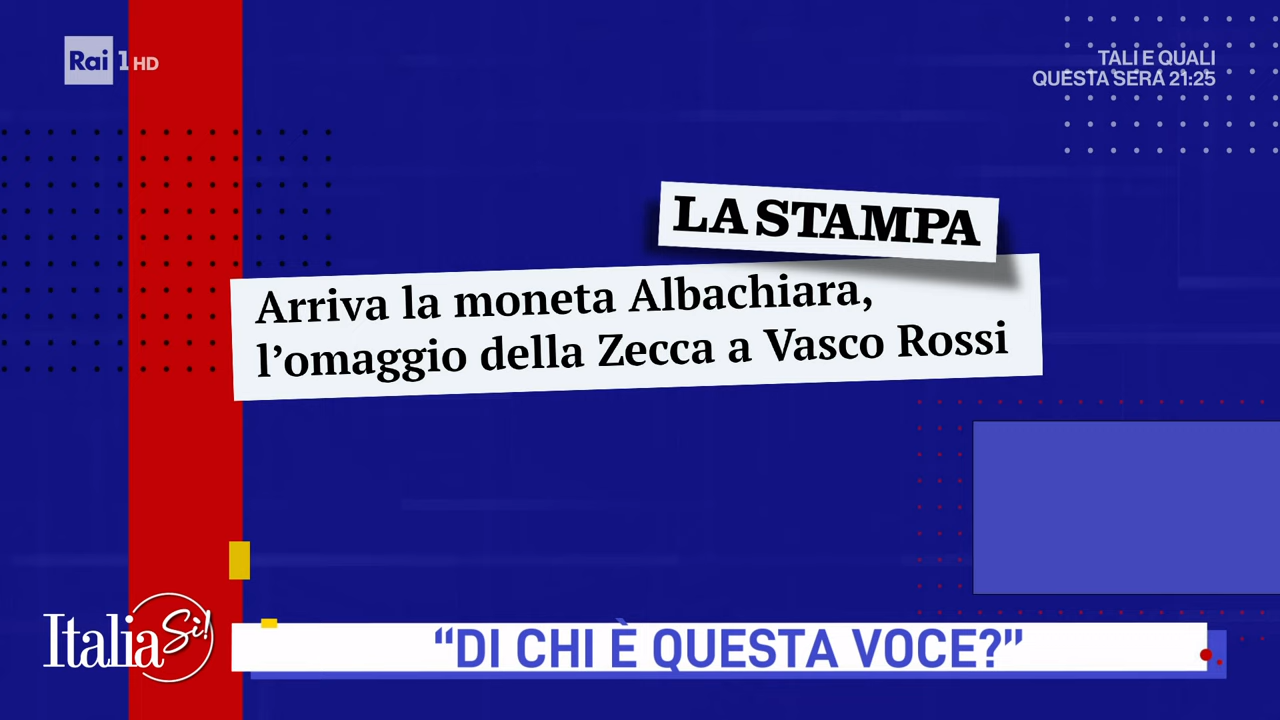 Rai 1 HD
TALI E QUALI
QUESTA SERA 21:25
LA STAMPA
Arriva la moneta Albachiara,
l’omaggio della Zecca a Vasco Rossi
Italia Sì!
“DI CHI È QUESTA VOCE?”